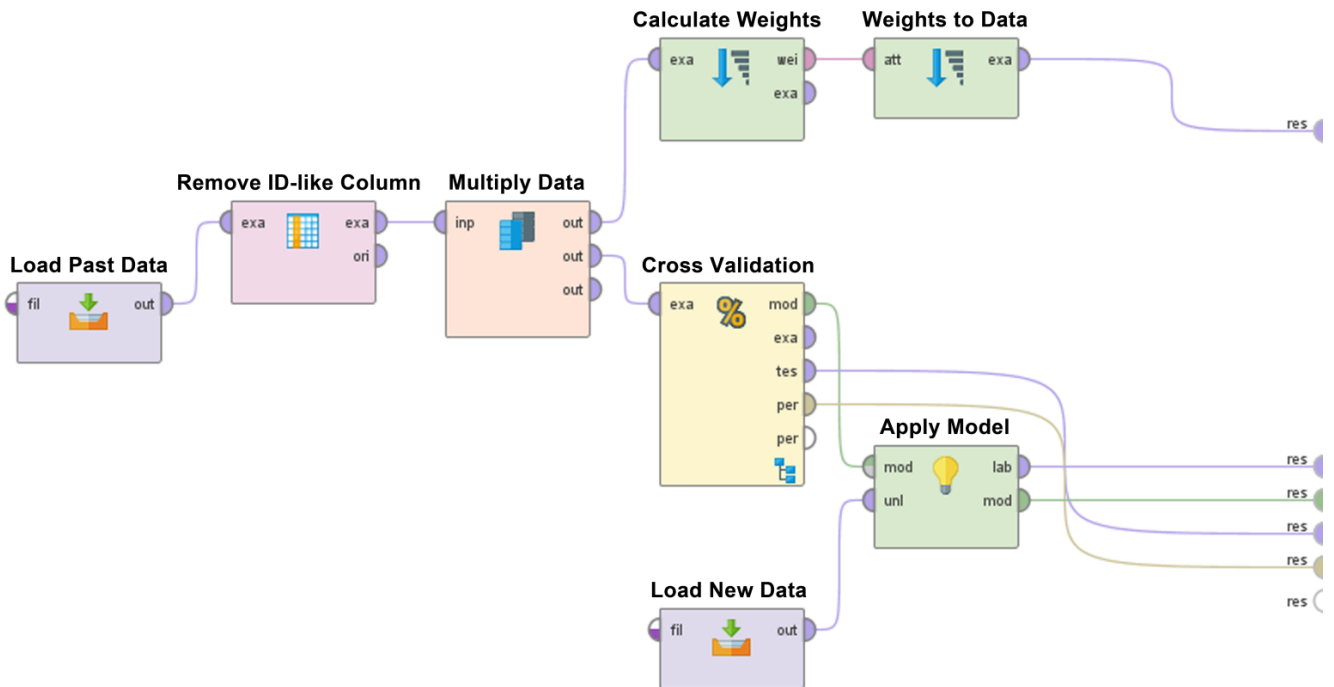 Calculate Weights
exa wei
exa
Weights to Data
att exa
res
Remove ID-like Column
exa exa
ori
Multiply Data
inp out
out
out
Load Past Data
fil out
Cross Validation
exa % mod
exa
tes
per
per
Apply Model
mod lab
unl mod
res
res
res
res
res
Load New Data
fil out